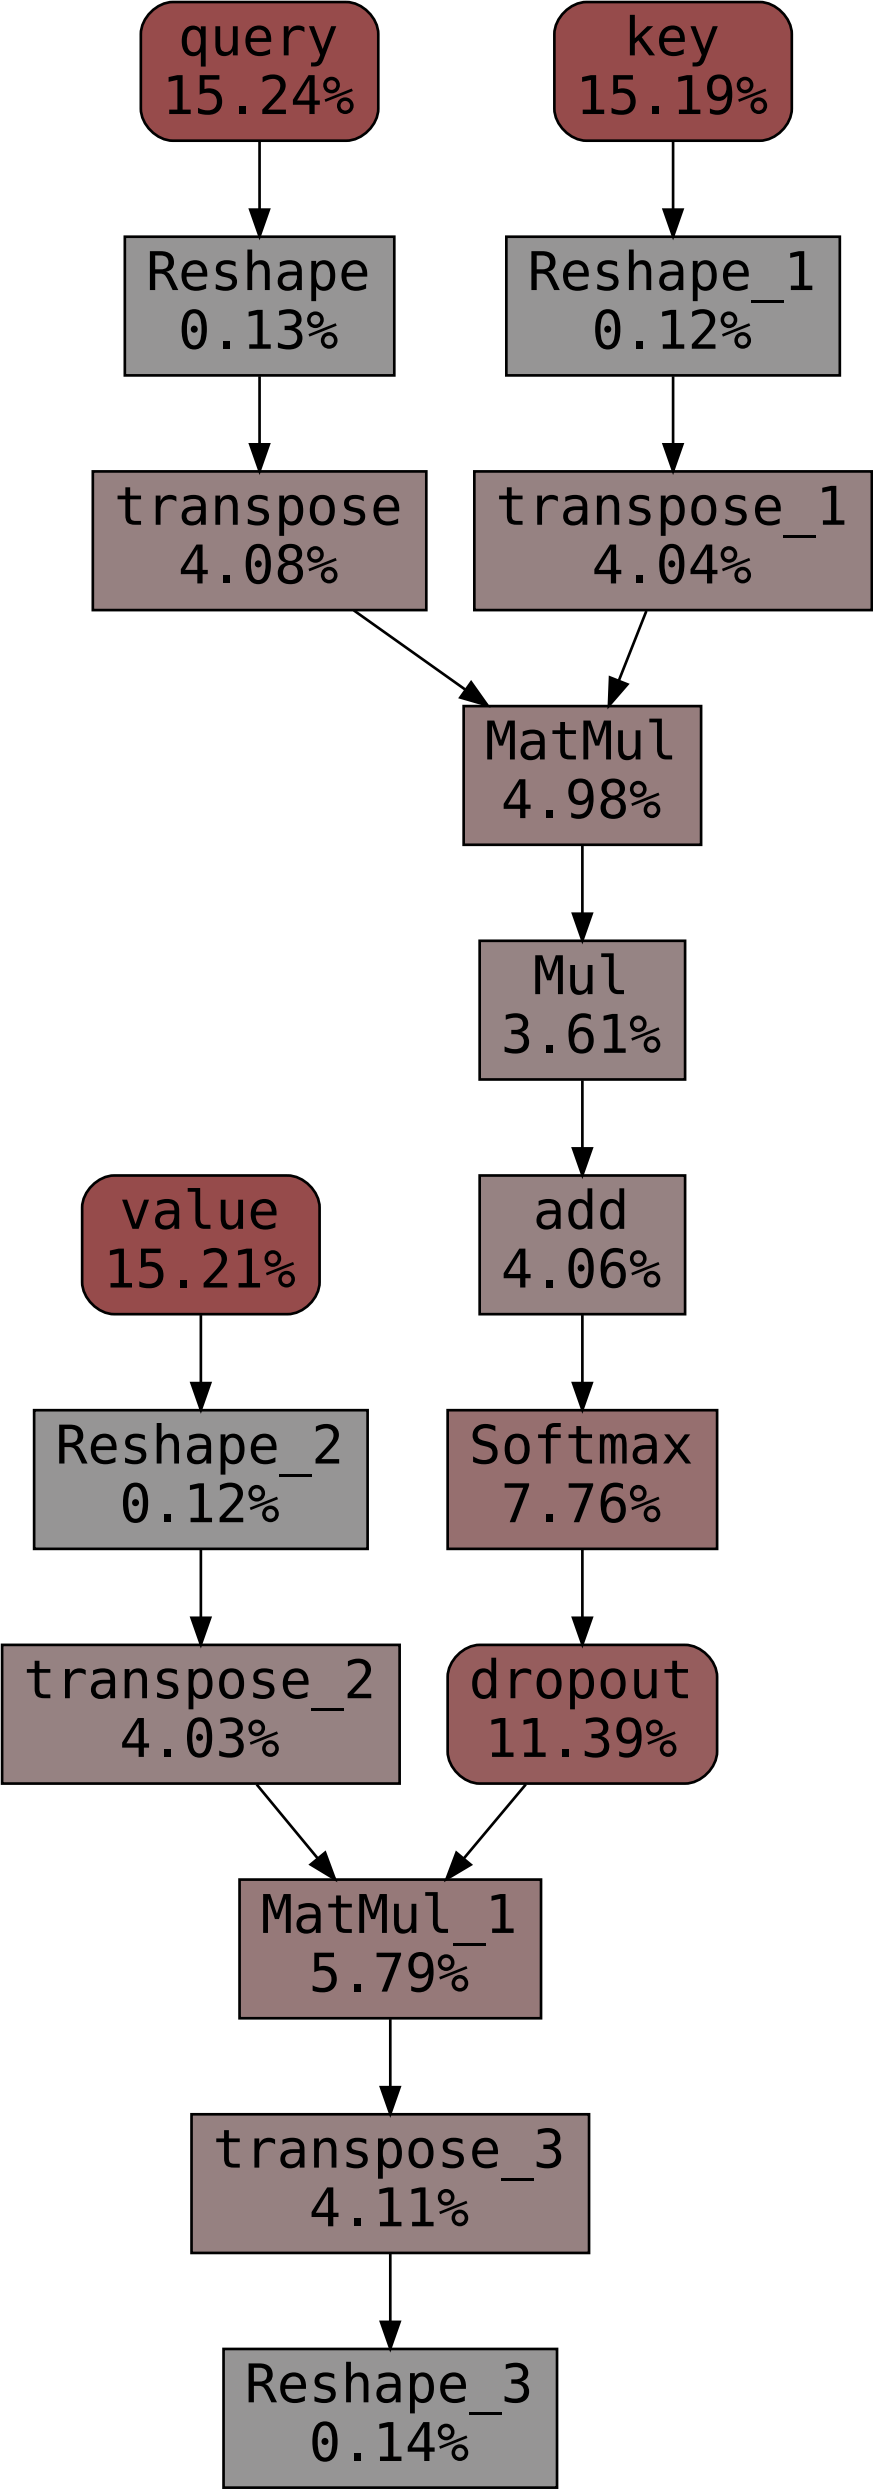 query
15.24%
key
15.19%
Reshape
0.13%
Reshape_1
0.12%
transpose
4.08%
transpose_1
4.04%
MatMul
4.98%
Mul
3.61%
value
15.21%
add
4.06%
Reshape_2
0.12%
Softmax
7.76%
transpose_2
4.03%
dropout
11.39%
MatMul_1
5.79%
transpose_3
4.11%
Reshape_3
0.14%